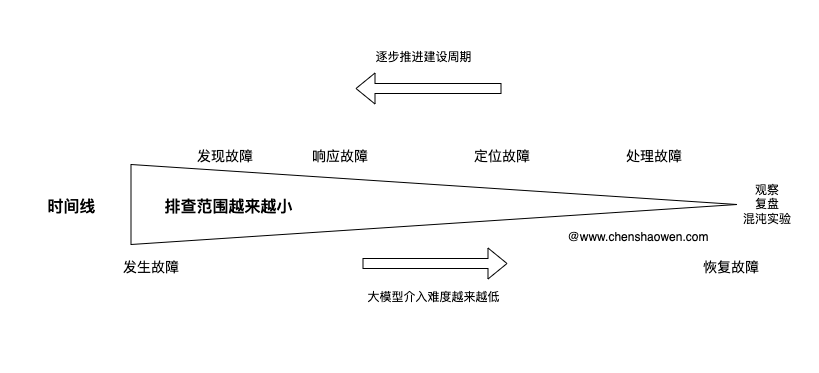 逐步推进建设周期
发现故障
响应故障
定位故障
处理故障
时间线
排查范围越来越小
观察
复盘
混沌实验
@www.chenshaowen.com
发生故障
恢复故障
大模型介入难度越来越低